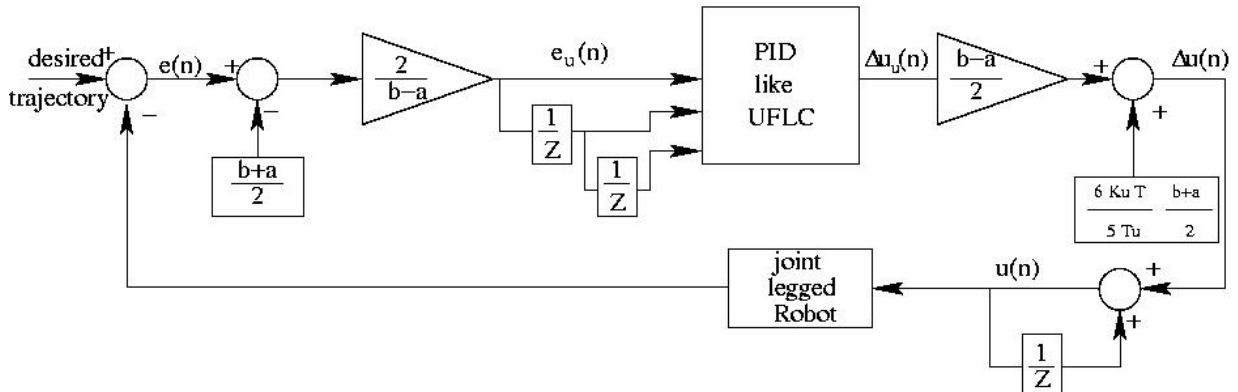 desired
trajectory
+
−
e(n)
+
−
b+a
2
2
b−a
e_u(n)
1
Z
1
Z
PID
like
UFLC
Δu_u(n)
b−a
2
+
+
Δu(n)
6 Ku T
5 Tu
b+a
2
+
+
u(n)
1
Z
joint
legged
Robot